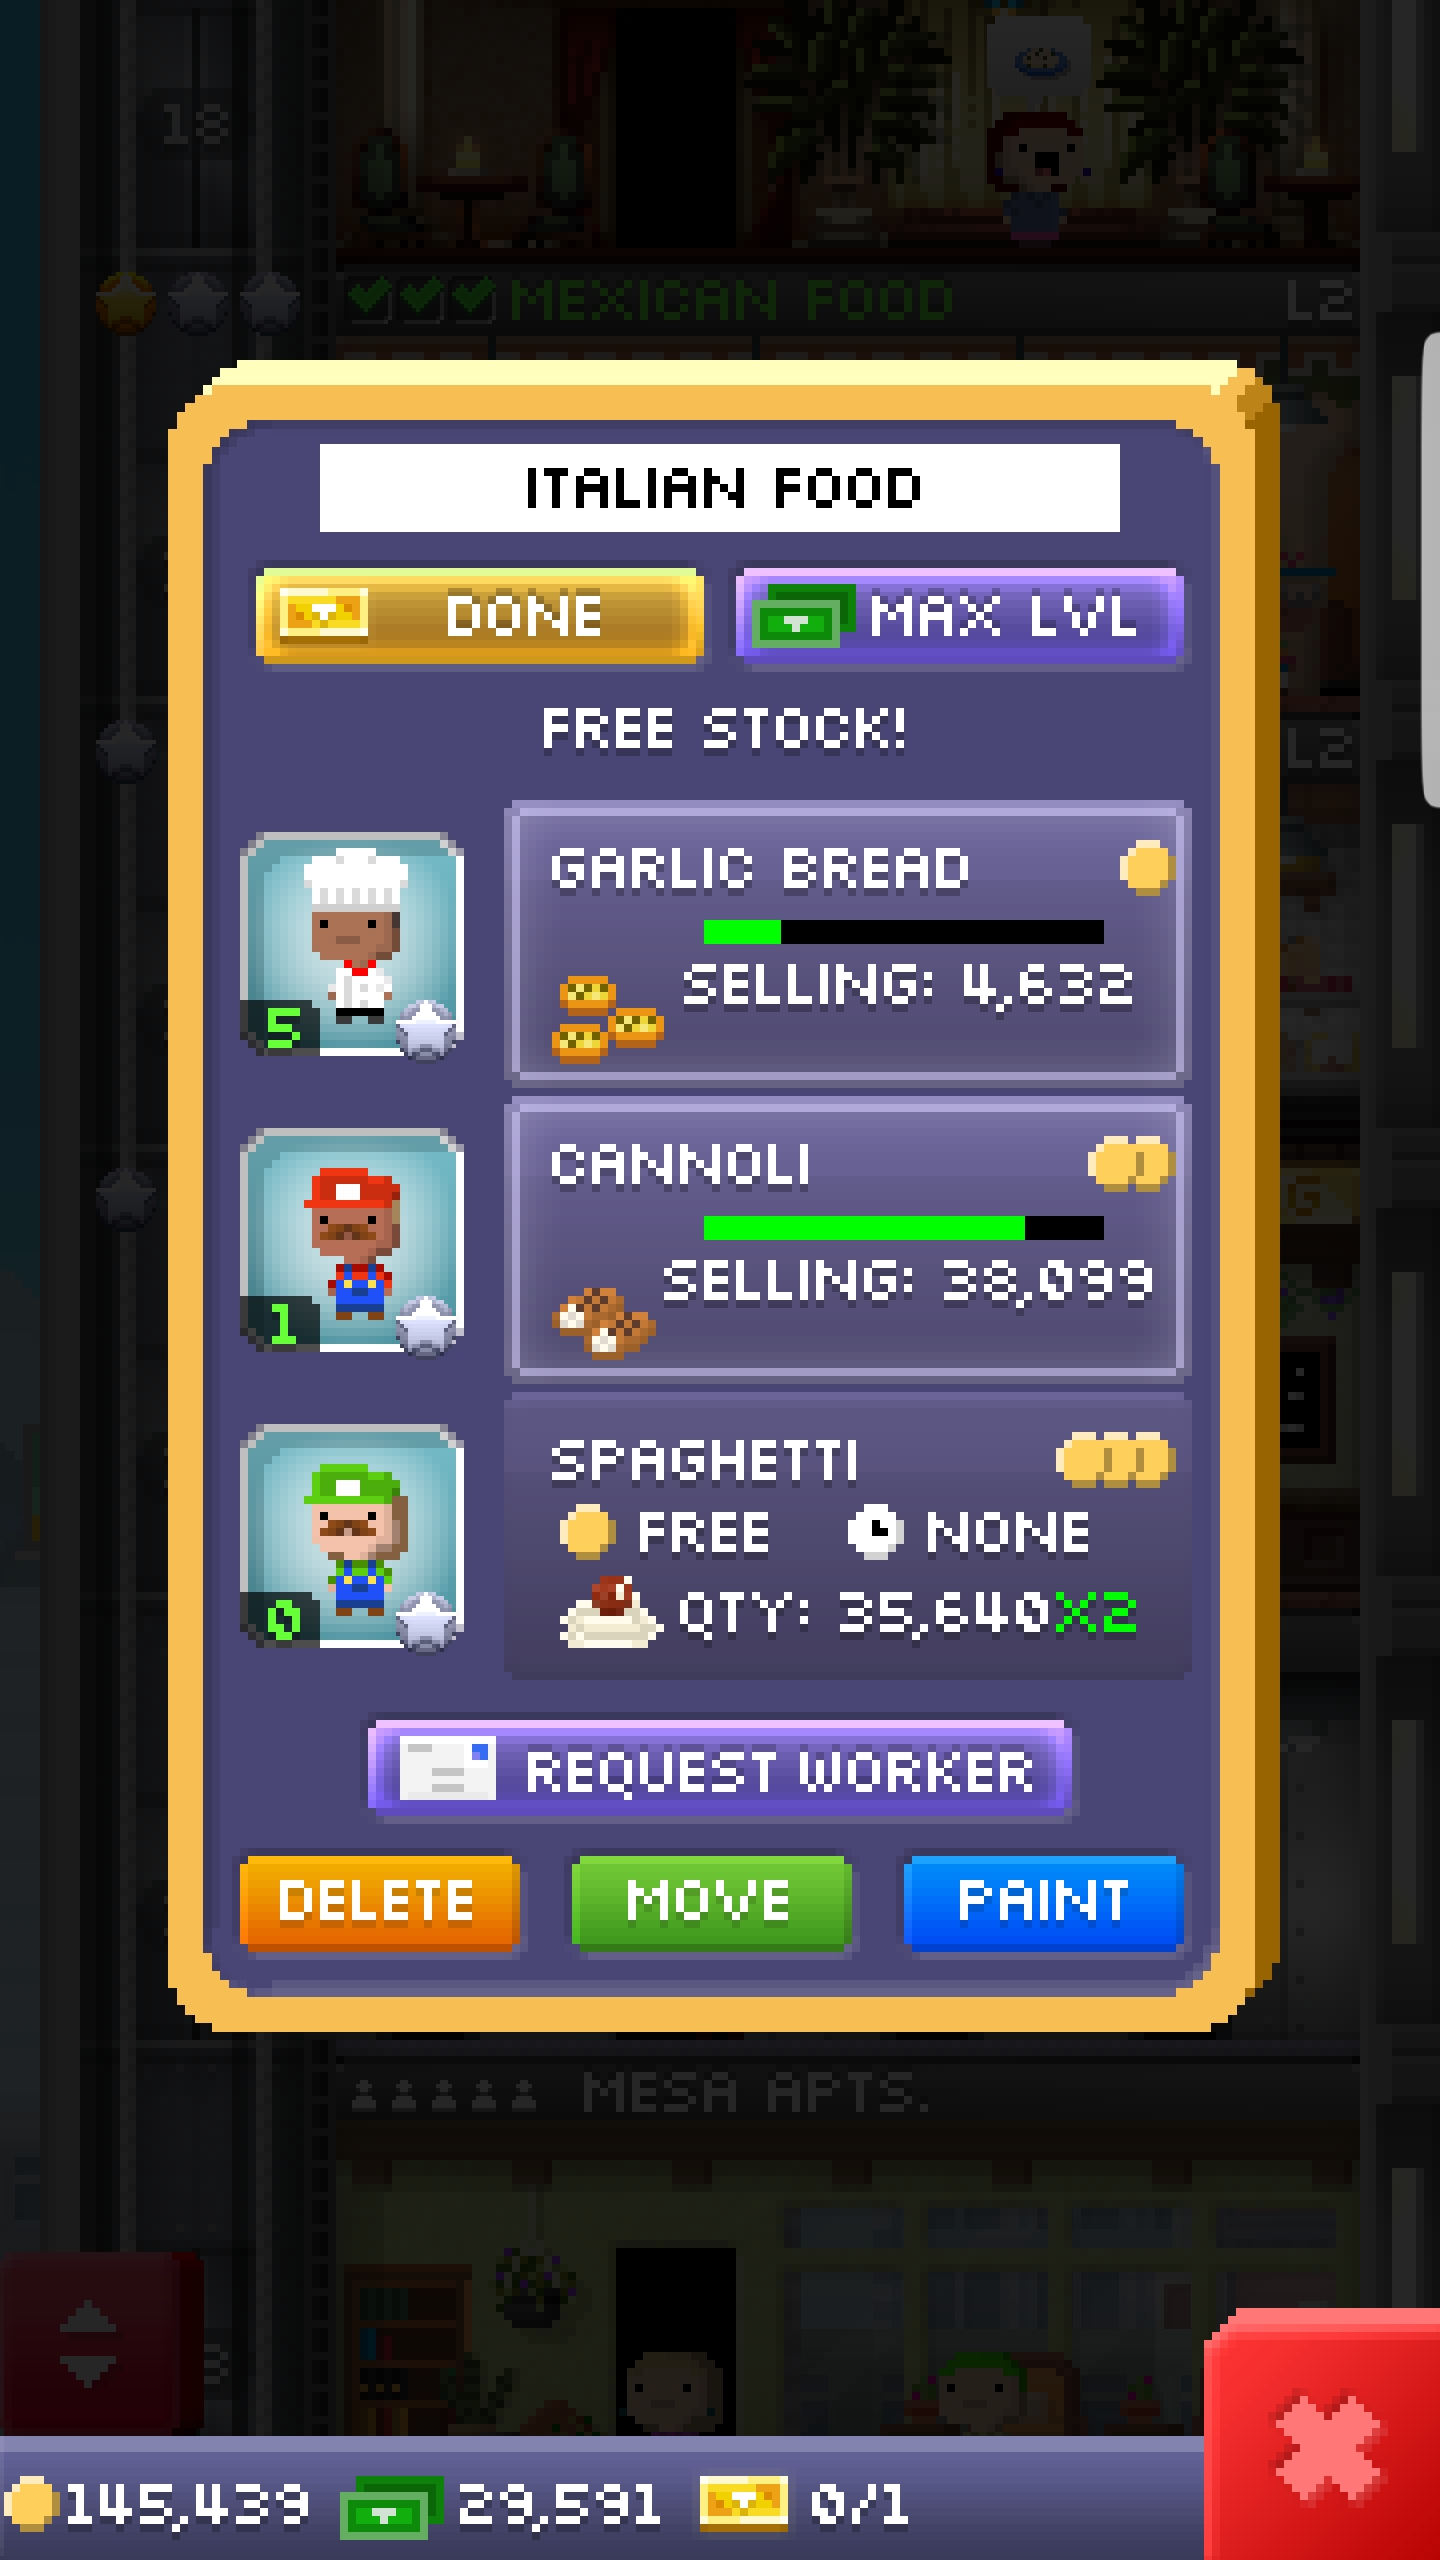 18
MEXICAN FOOD L2
ITALIAN FOOD
DONE MAX LVL
FREE STOCK!
L2
GARLIC BREAD
SELLING: 4,632
5
CANNOLI
SELLING: 38,099
1
SPAGHETTI
FREE NONE
QTY: 35,640X2
0
REQUEST WORKER
DELETE MOVE PAINT
MESA APTS.
145,439 29,591 0/1